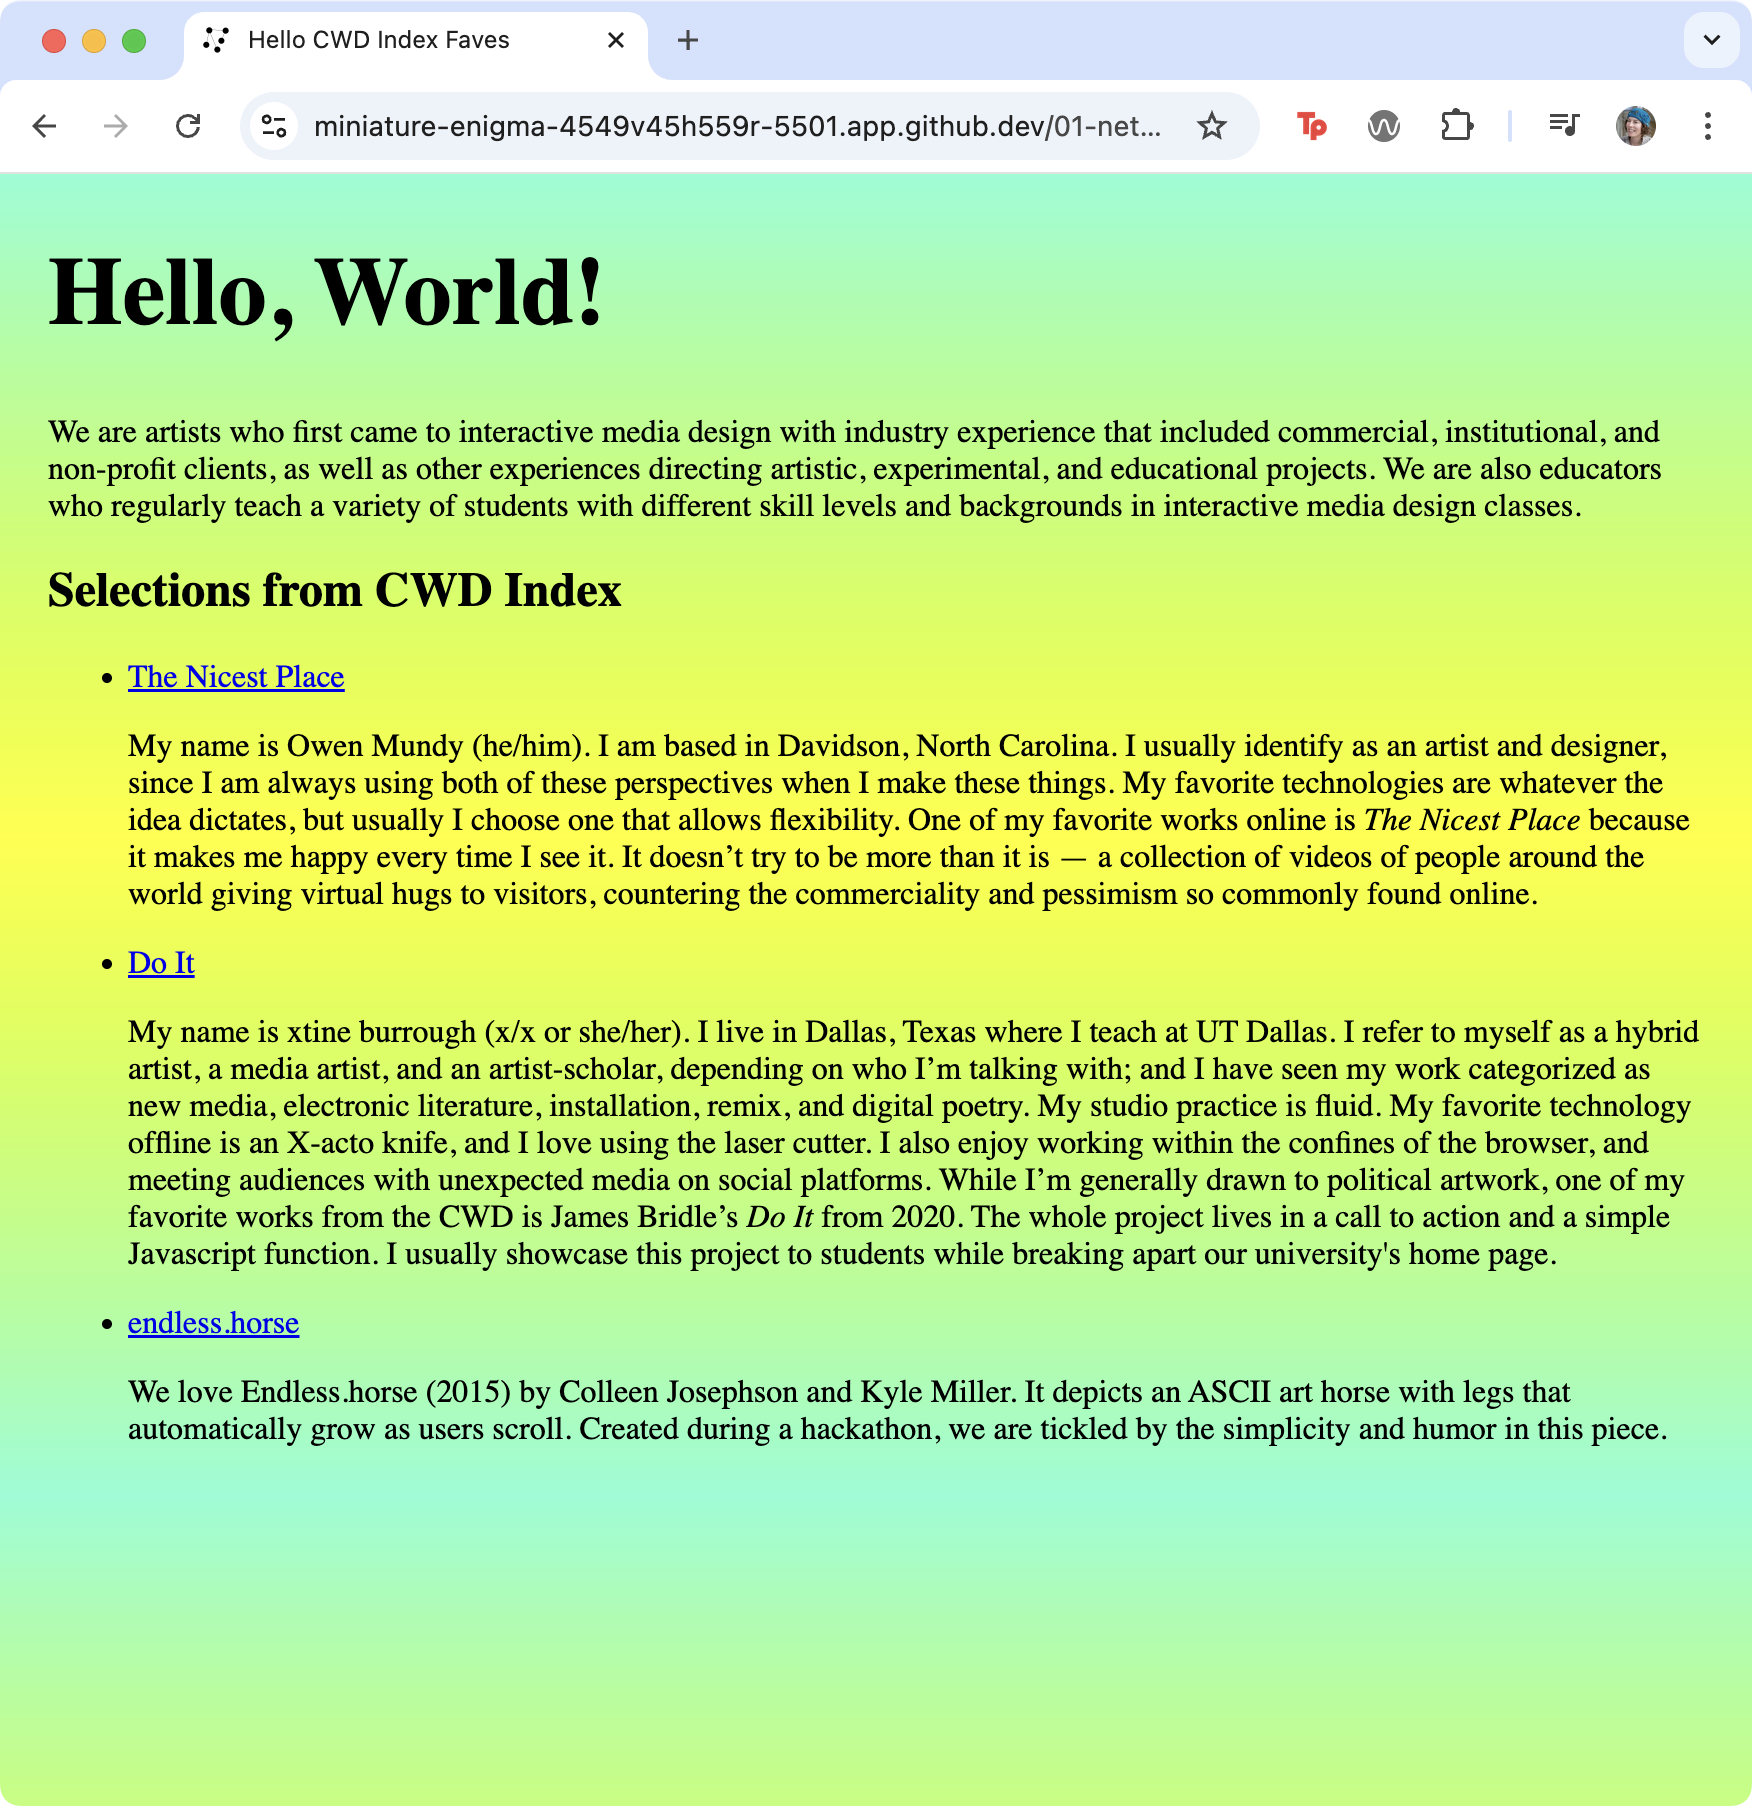 Hello CWD Index Faves
miniature-enigma-4549v45h559r-5501.app.github.dev/01-net...
Tp
Hello, World!
We are artists who first came to interactive media design with industry experience that included commercial, institutional, and
non-profit clients, as well as other experiences directing artistic, experimental, and educational projects. We are also educators
who regularly teach a variety of students with different skill levels and backgrounds in interactive media design classes.
Selections from CWD Index
• The Nicest Place
My name is Owen Mundy (he/him). I am based in Davidson, North Carolina. I usually identify as an artist and designer,
since I am always using both of these perspectives when I make these things. My favorite technologies are whatever the
idea dictates, but usually I choose one that allows flexibility. One of my favorite works online is The Nicest Place because
it makes me happy every time I see it. It doesn’t try to be more than it is — a collection of videos of people around the
world giving virtual hugs to visitors, countering the commerciality and pessimism so commonly found online.
• Do It
My name is xtine burrough (x/x or she/her). I live in Dallas, Texas where I teach at UT Dallas. I refer to myself as a hybrid
artist, a media artist, and an artist-scholar, depending on who I’m talking with; and I have seen my work categorized as
new media, electronic literature, installation, remix, and digital poetry. My studio practice is fluid. My favorite technology
offline is an X-acto knife, and I love using the laser cutter. I also enjoy working within the confines of the browser, and
meeting audiences with unexpected media on social platforms. While I’m generally drawn to political artwork, one of my
favorite works from the CWD is James Bridle’s Do It from 2020. The whole project lives in a call to action and a simple
Javascript function. I usually showcase this project to students while breaking apart our university's home page.
• endless.horse
We love Endless.horse (2015) by Colleen Josephson and Kyle Miller. It depicts an ASCII art horse with legs that
automatically grow as users scroll. Created during a hackathon, we are tickled by the simplicity and humor in this piece.